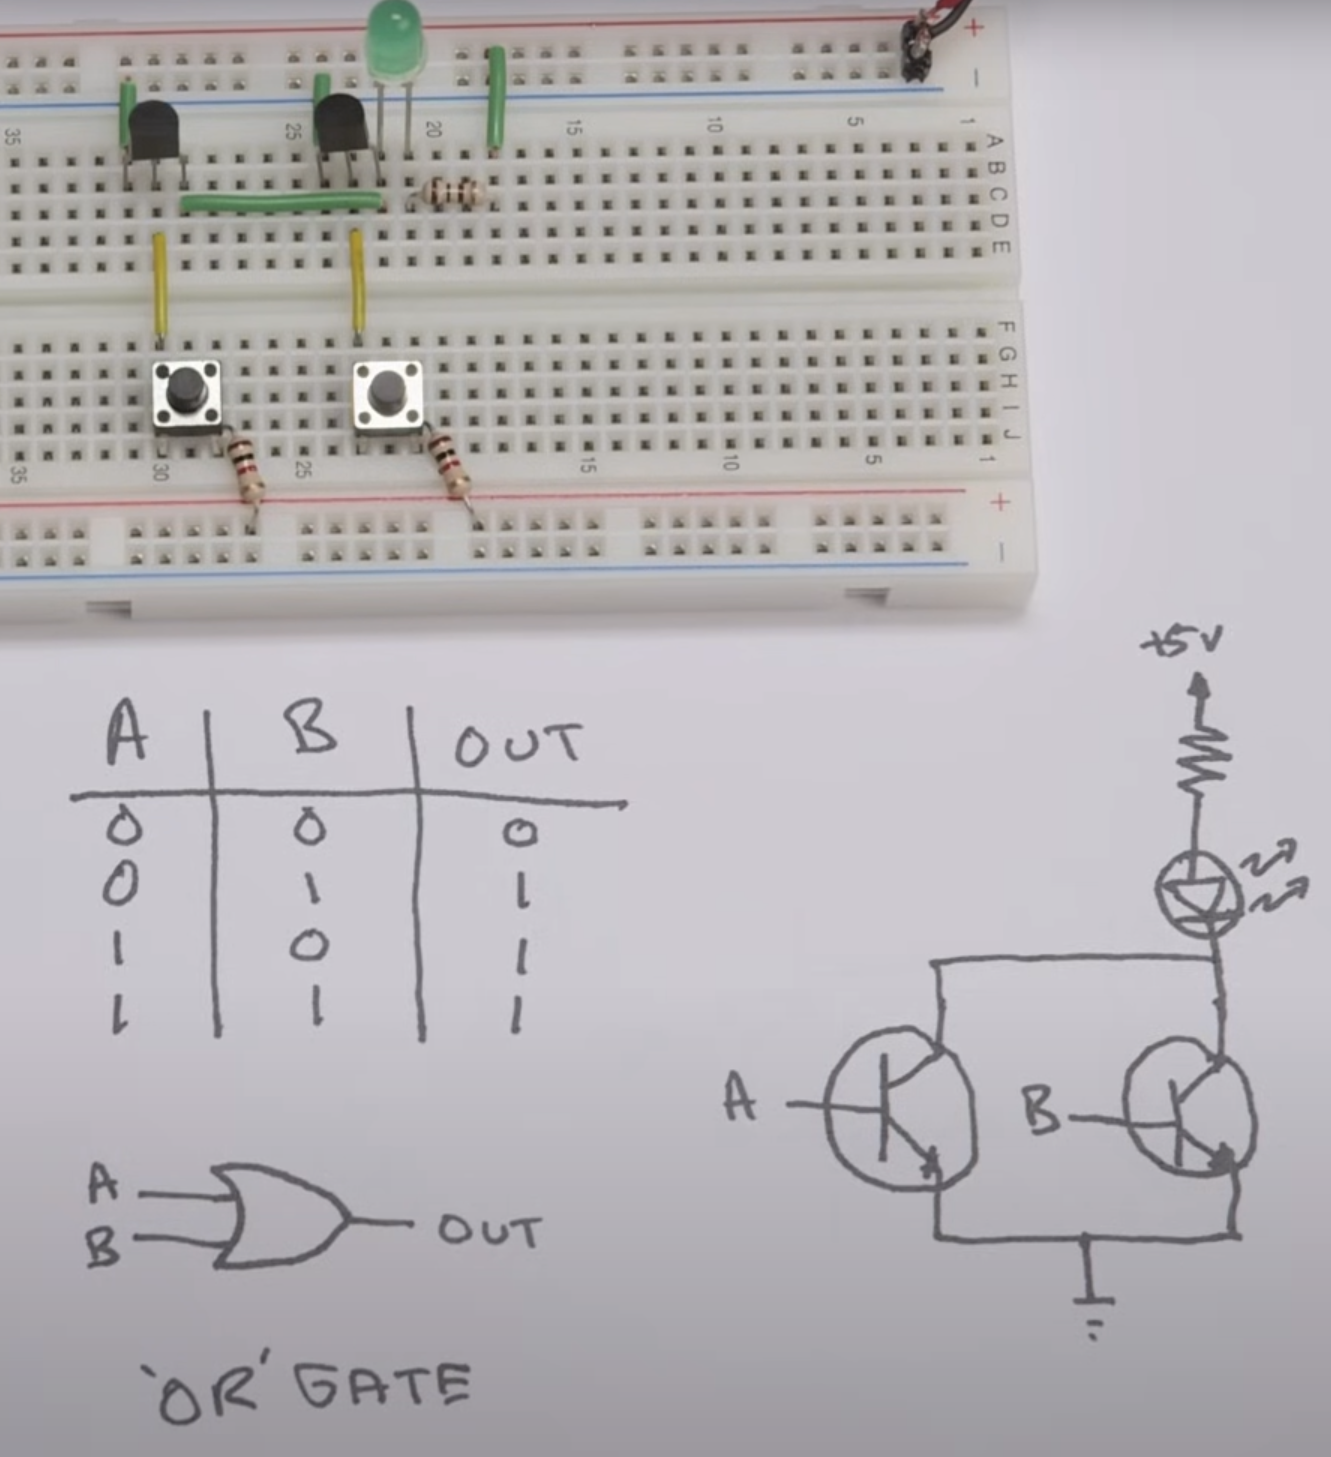 +
−
35 25 20 15 10 5 1
A
B
C
D
E
F
G
H
I
J
35 30 25 15 10 5 1
+
−
+5V
A B OUT
0 0 0
0 1 1
1 0 1
1 1 1
A B
A
B OUT
'OR' GATE